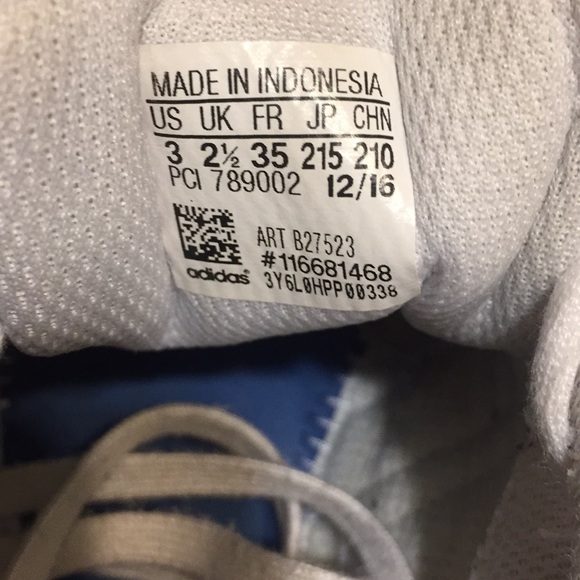 MADE IN INDONESIA
US UK FR JP CHN
3 2½ 35 215 210
PCI 789002 12/16
ART B27523
#116681468
adidas® 3Y6L0HPP00338